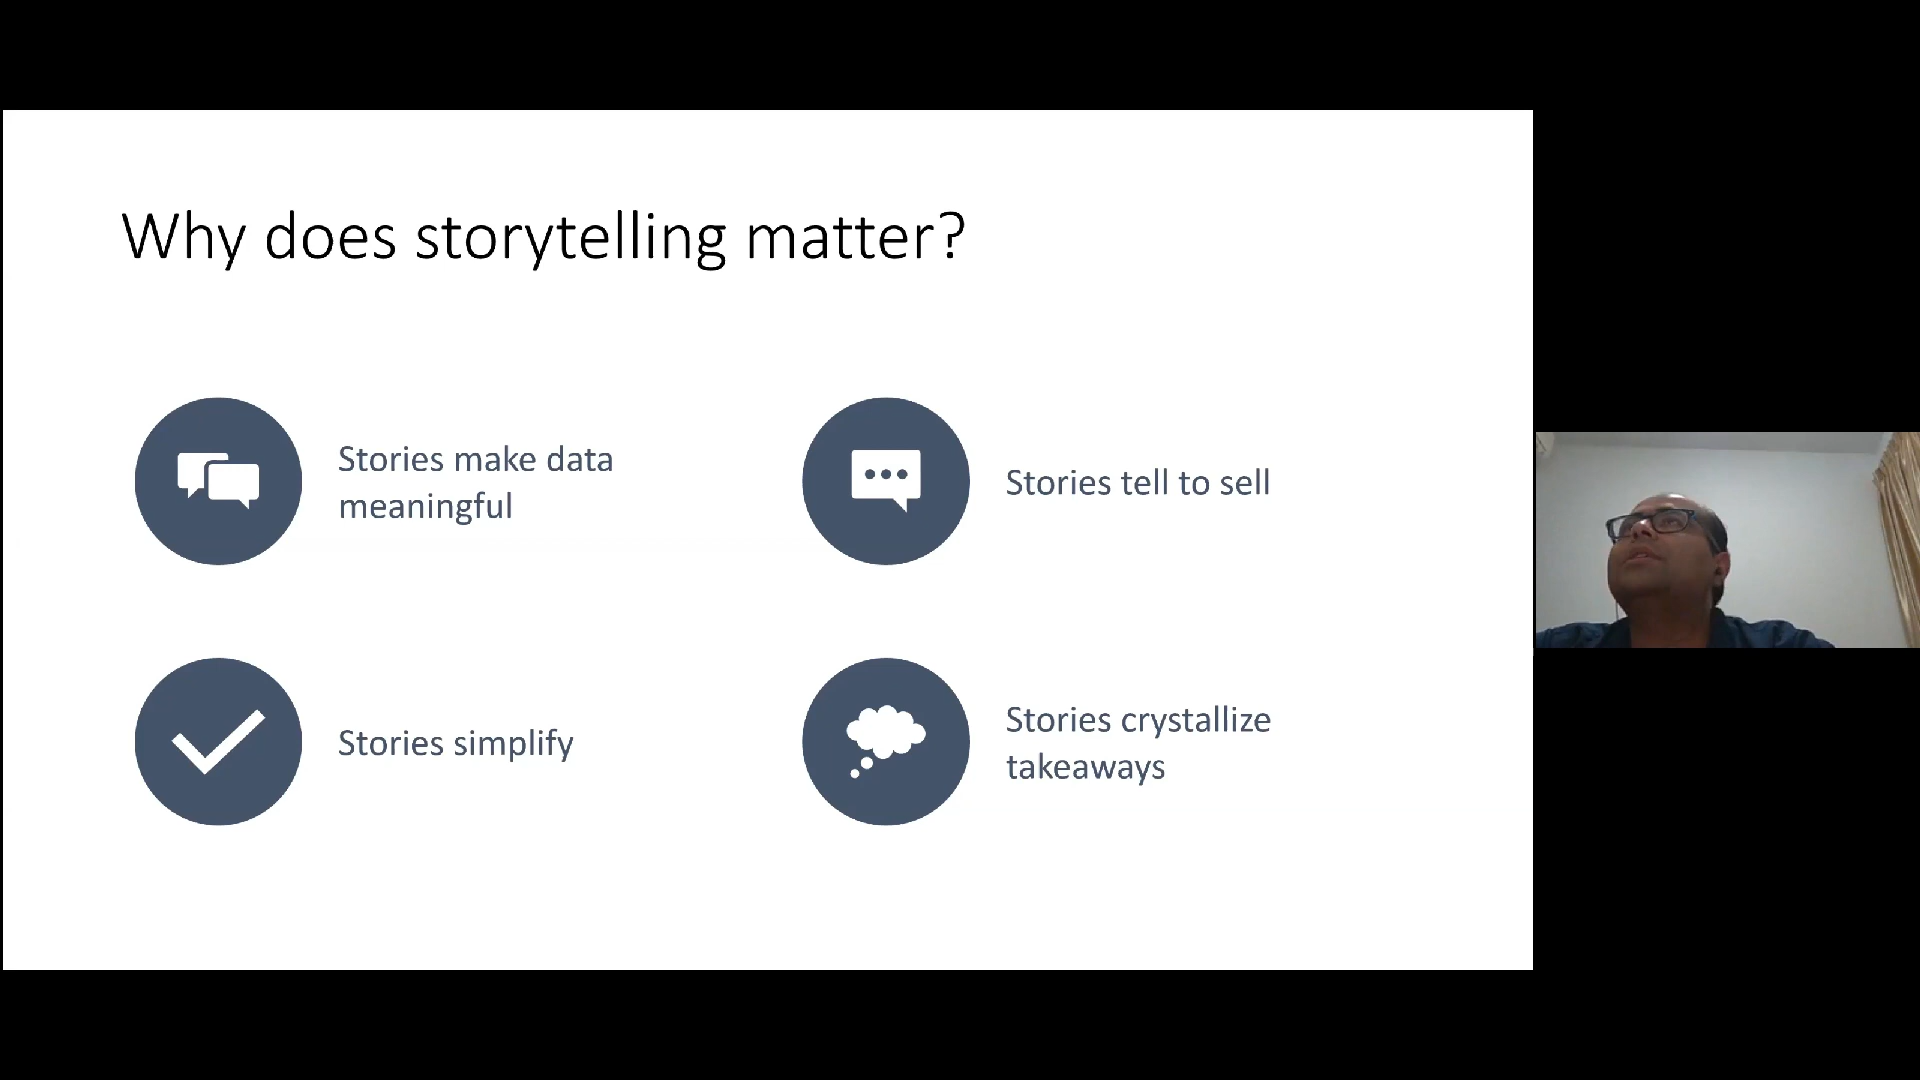 Why does storytelling matter?
Stories make data
meaningful
Stories tell to sell
Stories simplify
Stories crystallize
takeaways